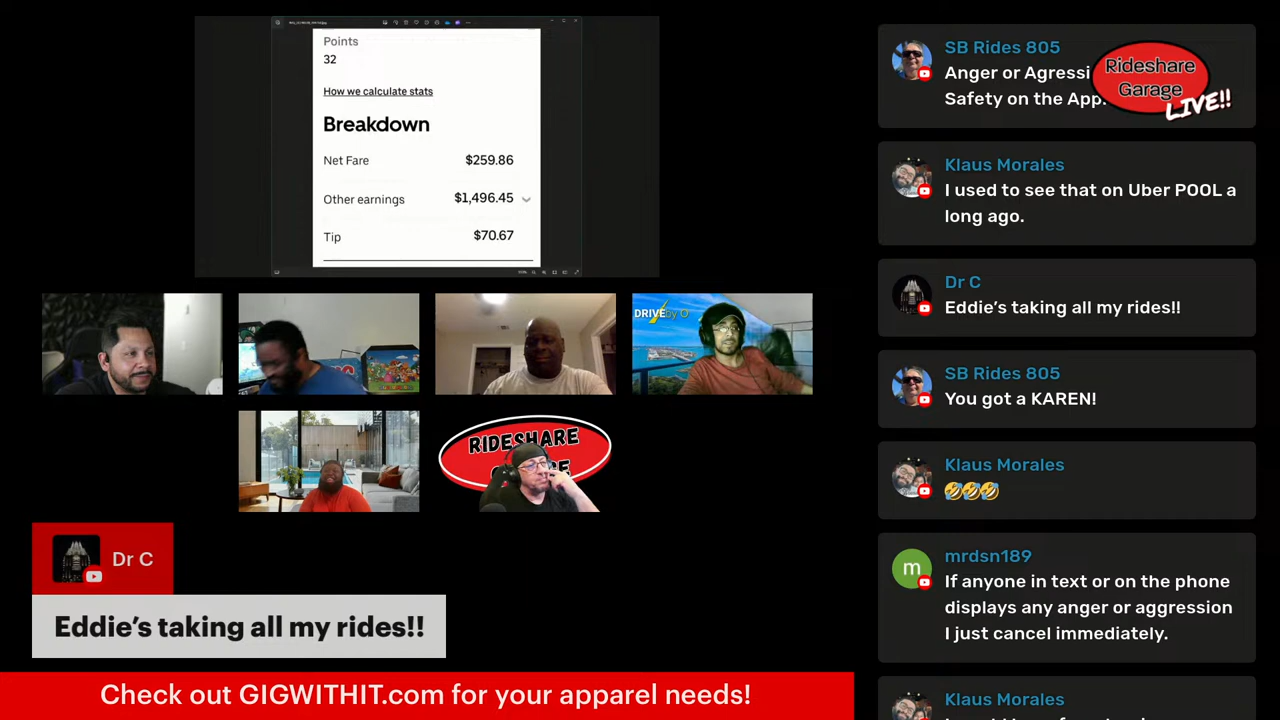 Points
32
How we calculate stats
Breakdown
Net Fare $259.86
Other earnings $1,496.45
Tip $70.67
DRIVE by O
RIDESHARE
Dr C
Eddie's taking all my rides!!
Check out GIGWITHIT.com for your apparel needs!
SB Rides 805
Anger or Agressi
Safety on the App.
Rideshare
Garage
LIVE!!
Klaus Morales
I used to see that on Uber POOL a
long ago.
Dr C
Eddie's taking all my rides!!
SB Rides 805
You got a KAREN!
Klaus Morales
🤣🤣🤣
m
mrdsn189
If anyone in text or on the phone
displays any anger or aggression
I just cancel immediately.
Klaus Morales